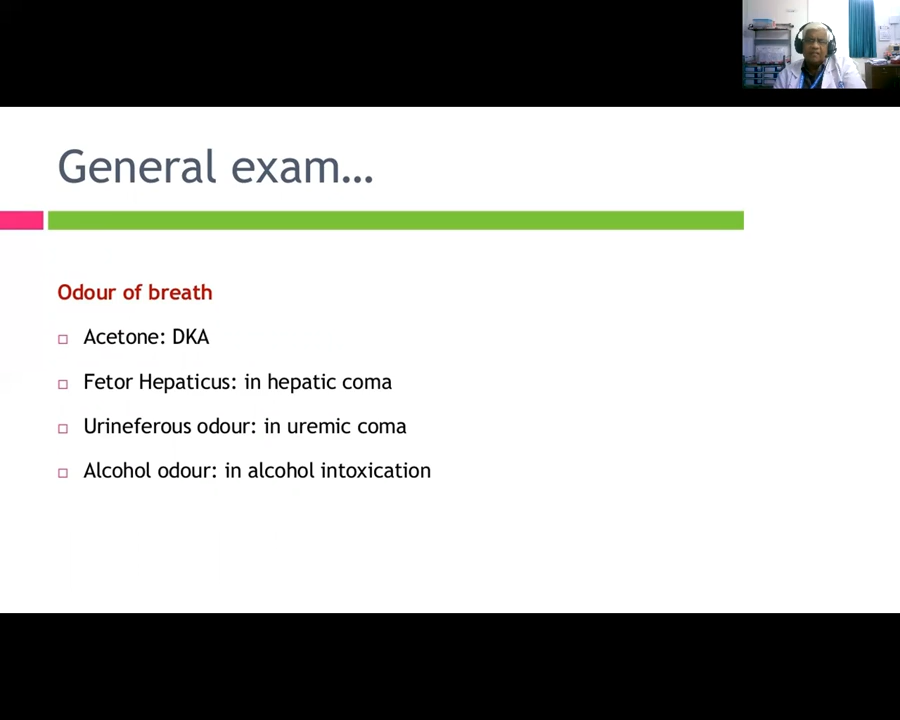 General exam...
Odour of breath
Acetone: DKA
Fetor Hepaticus: in hepatic coma
Urineferous odour: in uremic coma
Alcohol odour: in alcohol intoxication